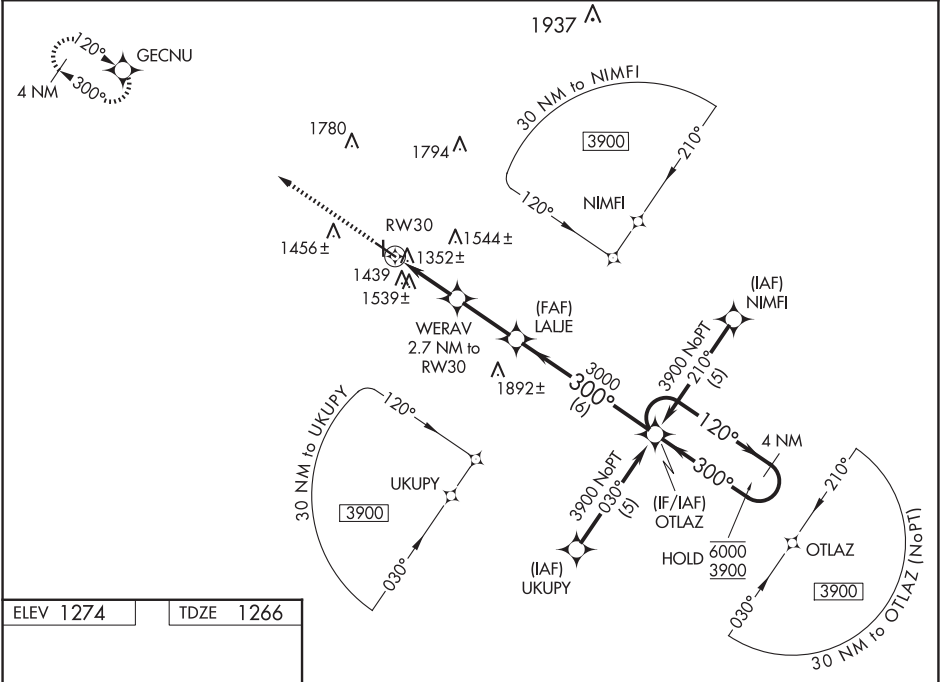 1937
120°
GECNU
4 NM
300°
30 NM to NIMFI
3900
210°
120°
NIMFI
1780
1794
RW30
1456±
1544±
1352±
1439
1539±
WERAV
2.7 NM to
RW30
(FAF)
LALJE
1892±
3000
300°
(6)
(IAF)
NIMFI
3900 NoPT
210°
(5)
120°
4 NM
300°
3900 NoPT
030°
(5)
(IF/IAF)
OTLAZ
HOLD
6000
3900
(IAF)
UKUPY
30 NM to UKUPY
120°
UKUPY
3900
030°
210°
OTLAZ
030°
3900
30 NM to OTLAZ (NoPT)
ELEV 1274
TDZE 1266